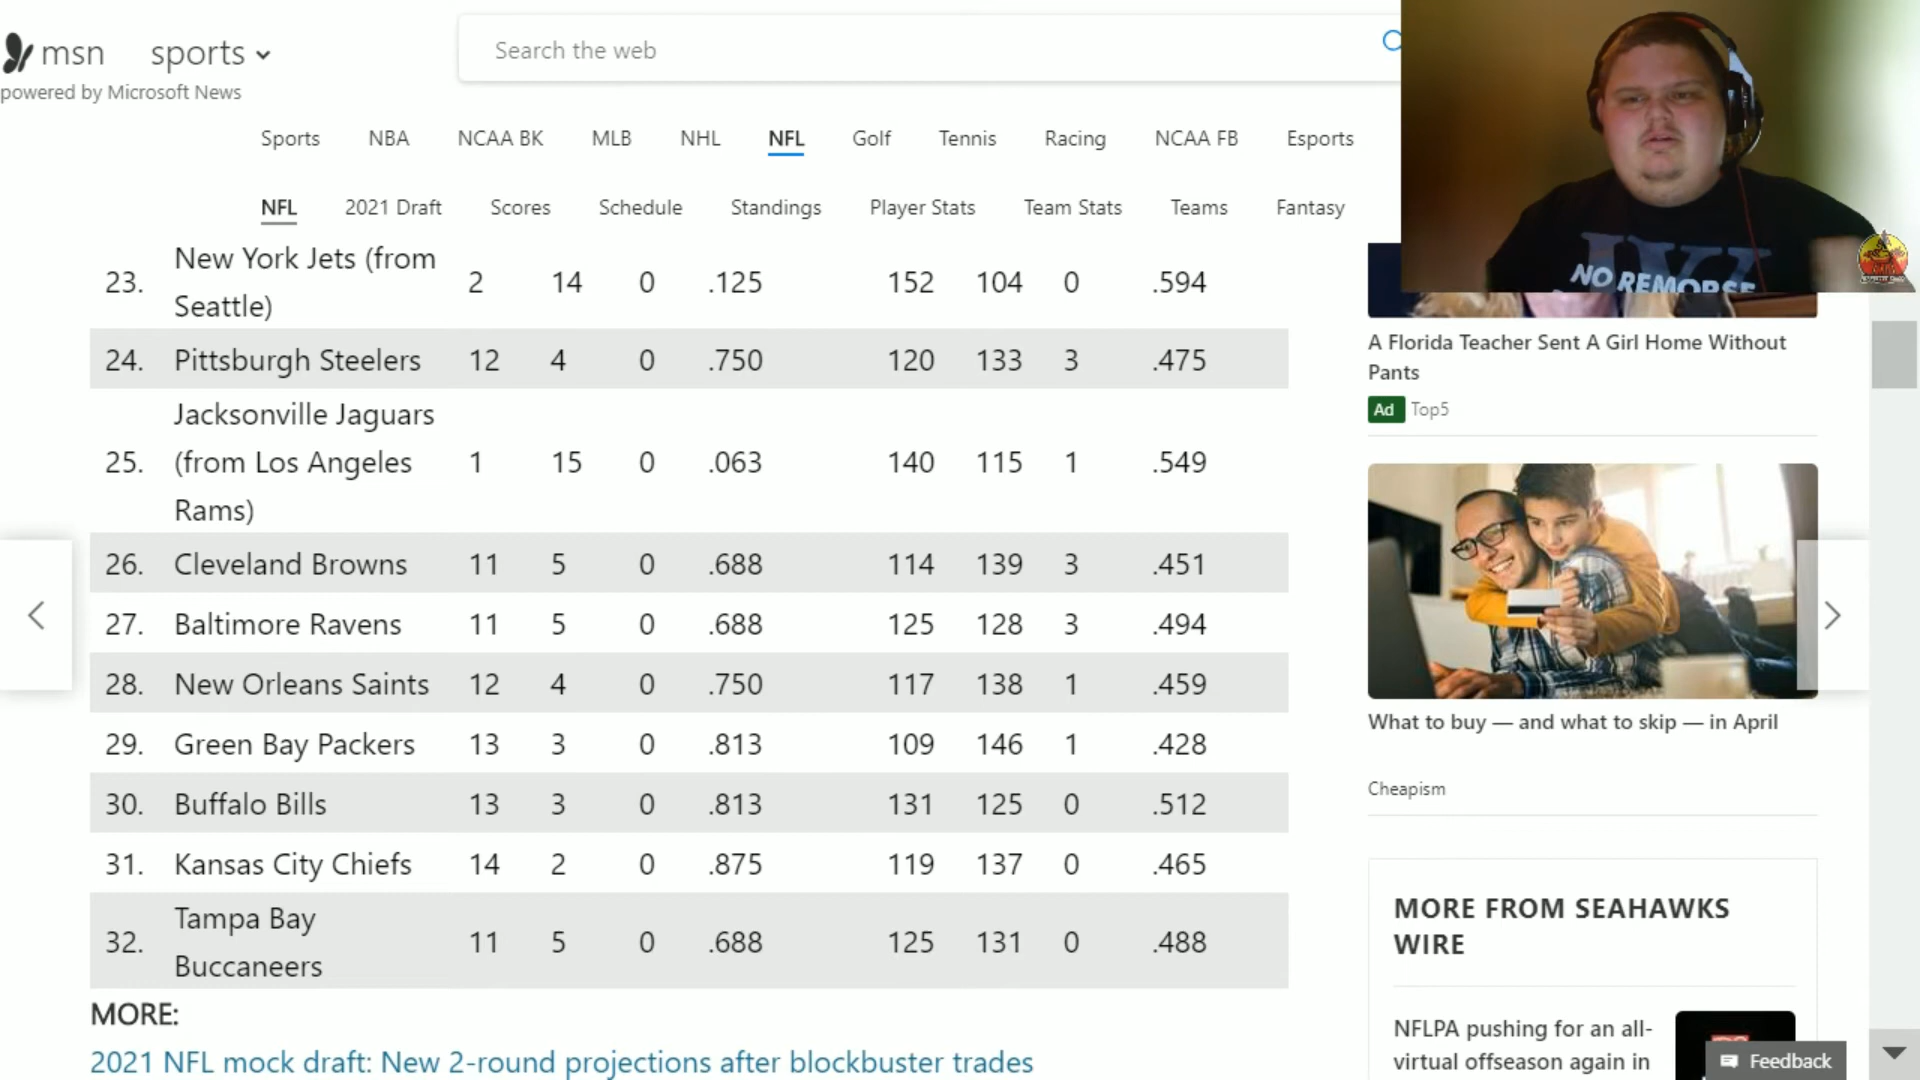 msn sports
Search the web
powered by Microsoft News
Sports NBA NCAA BK MLB NHL NFL Golf Tennis Racing NCAA FB Esports
NFL 2021 Draft Scores Schedule Standings Player Stats Team Stats Teams Fantasy
23. New York Jets (from
Seattle) 2 14 0 .125 152 104 0 .594
24. Pittsburgh Steelers 12 4 0 .750 120 133 3 .475
25. Jacksonville Jaguars
(from Los Angeles
Rams) 1 15 0 .063 140 115 1 .549
26. Cleveland Browns 11 5 0 .688 114 139 3 .451
27. Baltimore Ravens 11 5 0 .688 125 128 3 .494
28. New Orleans Saints 12 4 0 .750 117 138 1 .459
29. Green Bay Packers 13 3 0 .813 109 146 1 .428
30. Buffalo Bills 13 3 0 .813 131 125 0 .512
31. Kansas City Chiefs 14 2 0 .875 119 137 0 .465
32. Tampa Bay
Buccaneers 11 5 0 .688 125 131 0 .488
MORE:
2021 NFL mock draft: New 2-round projections after blockbuster trades
NO REMORSE
A Florida Teacher Sent A Girl Home Without
Pants
Ad Top5
What to buy — and what to skip — in April
Cheapism
MORE FROM SEAHAWKS
WIRE
NFLPA pushing for an all-
virtual offseason again in
Feedback